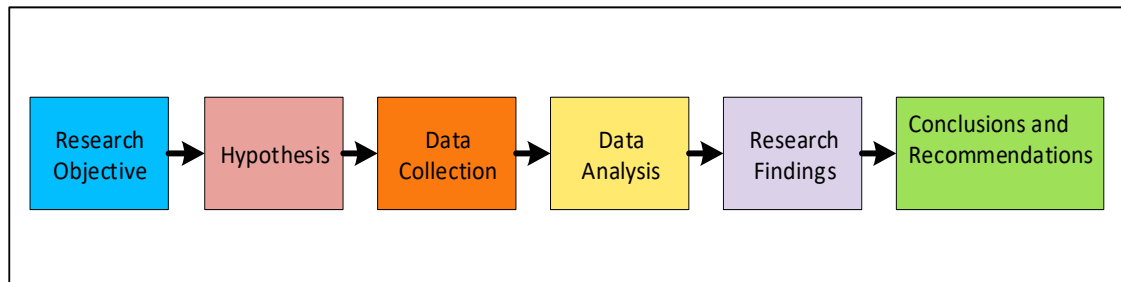 Research
Objective
Hypothesis
Data
Collection
Data
Analysis
Research
Findings
Conclusions and
Recommendations